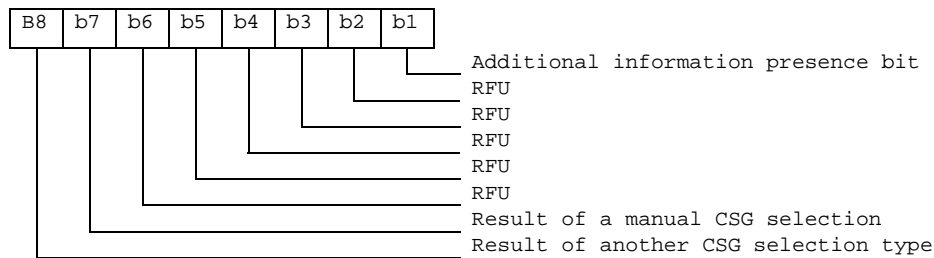 B8 b7 b6 b5 b4 b3 b2 b1
Additional information presence bit
RFU
RFU
RFU
RFU
RFU
Result of a manual CSG selection
Result of another CSG selection type